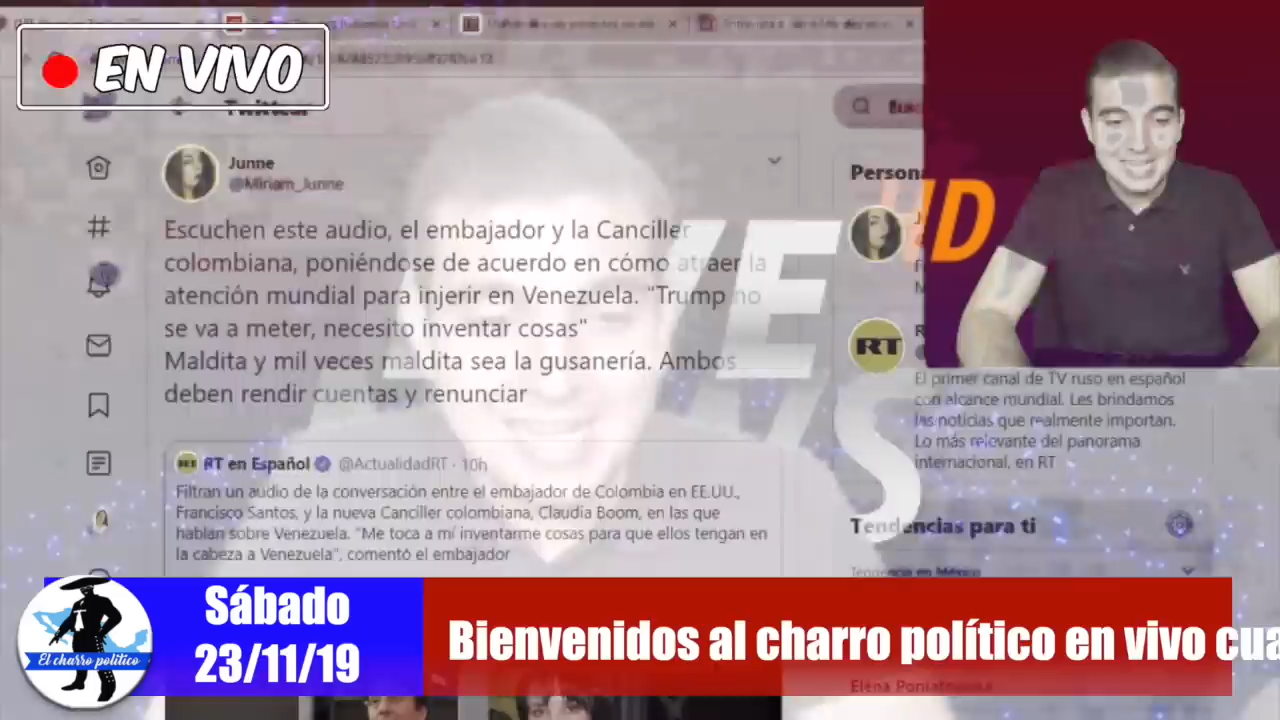 EN VIVO
Twitter
Junne
@Miriam_Junne
Escuchen este audio, el embajador y la Canciller
colombiana, poniéndose de acuerdo en cómo atraer la
atención mundial para injerir en Venezuela. "Trump no
se va a meter, necesito inventar cosas"
Maldita y mil veces maldita sea la gusanería. Ambos
deben rendir cuentas y renunciar
RT en Español @ActualidadRT · 10h
Filtran un audio de la conversación entre el embajador de Colombia en EE.UU.,
Francisco Santos, y la nueva Canciller colombiana, Claudia Boom, en las que
hablan sobre Venezuela. "Me toca a mí inventarme cosas para que ellos tengan en
la cabeza a Venezuela", comentó el embajador
Persona
HD
RT
El primer canal de TV ruso en español
con alcance mundial. Les brindamos
las noticias que realmente importan.
Lo más relevante del panorama
internacional, en RT
Tendencias para ti
Tendencia en México
El charro político
Sábado
23/11/19
Bienvenidos al charro político en vivo cua
Elena Poniatowska